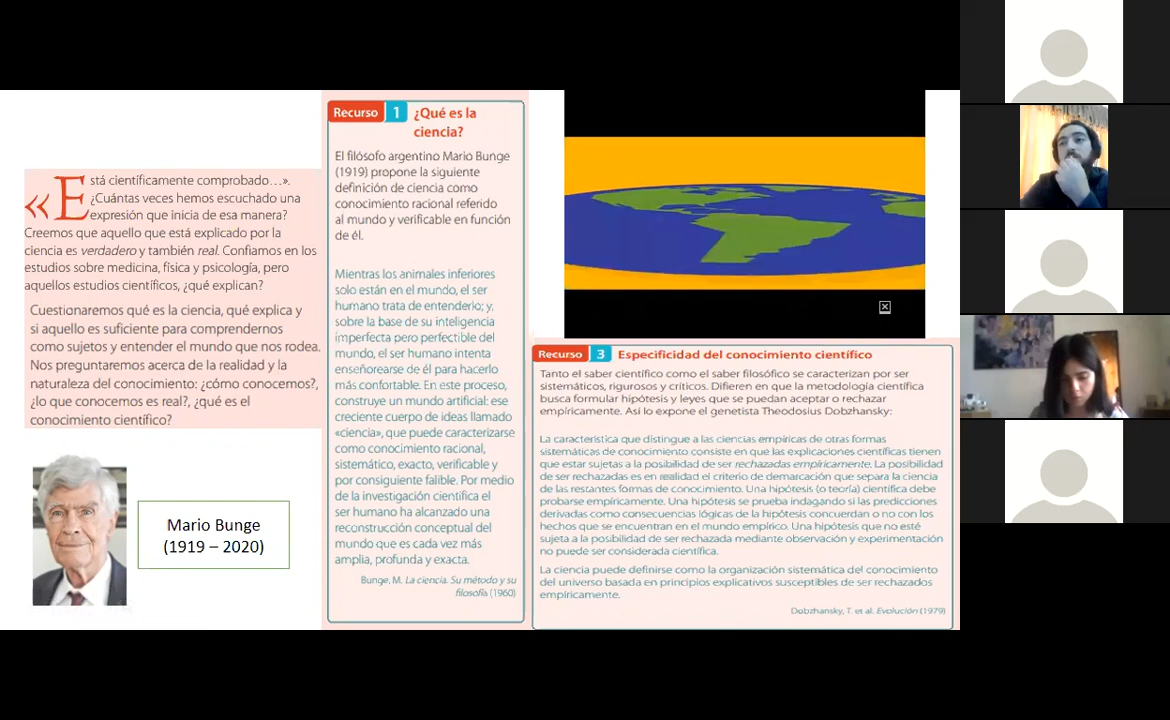 «Está científicamente comprobado…».
¿Cuántas veces hemos escuchado una
expresión que inicia de esa manera?
Creemos que aquello que está explicado por la
ciencia es verdadero y también real. Confiamos en los
estudios sobre medicina, física y psicología, pero
aquellos estudios científicos, ¿qué explican?
Cuestionaremos qué es la ciencia, qué explica y
si aquello es suficiente para comprendernos
como sujetos y entender el mundo que nos rodea.
Nos preguntaremos acerca de la realidad y la
naturaleza del conocimiento: ¿cómo conocemos?,
¿lo que conocemos es real?, ¿qué es el
conocimiento científico?
Mario Bunge
(1919 – 2020)
Recurso 1 ¿Qué es la
ciencia?
El filósofo argentino Mario Bunge
(1919) propone la siguiente
definición de ciencia como
conocimiento racional referido
al mundo y verificable en función
de él.
Mientras los animales inferiores
solo están en el mundo, el ser
humano trata de entenderlo; y,
sobre la base de su inteligencia
imperfecta pero perfectible del
mundo, el ser humano intenta
enseñorearse de él para hacerlo
más confortable. En este proceso,
construye un mundo artificial: ese
creciente cuerpo de ideas llamado
«ciencia», que puede caracterizarse
como conocimiento racional,
sistemático, exacto, verificable y
por consiguiente falible. Por medio
de la investigación científica el
ser humano ha alcanzado una
reconstrucción conceptual del
mundo que es cada vez más
amplia, profunda y exacta.
Bunge, M. La ciencia. Su método y su
filosofía (1960)
Recurso 3 Especificidad del conocimiento científico
Tanto el saber científico como el saber filosófico se caracterizan por ser
sistemáticos, rigurosos y críticos. Difieren en que la metodología científica
busca formular hipótesis y leyes que se puedan aceptar o rechazar
empíricamente. Así lo expone el genetista Theodosius Dobzhansky:
La característica que distingue a las ciencias empíricas de otras formas
sistemáticas de conocimiento consiste en que las explicaciones científicas tienen
que estar sujetas a la posibilidad de ser rechazadas empíricamente. La posibilidad
de ser rechazadas es en realidad el criterio de demarcación que separa la ciencia
de las restantes formas de conocimiento. Una hipótesis (o teoría) científica debe
probarse empíricamente. Una hipótesis se prueba indagando si las predicciones
derivadas como consecuencias lógicas de la hipótesis concuerdan o no con los
hechos que se encuentran en el mundo empírico. Una hipótesis que no esté
sujeta a la posibilidad de ser rechazada mediante observación y experimentación
no puede ser considerada científica.
La ciencia puede definirse como la organización sistemática del conocimiento
del universo basada en principios explicativos susceptibles de ser rechazados
empíricamente.
Dobzhansky, T. et al. Evolución (1979)